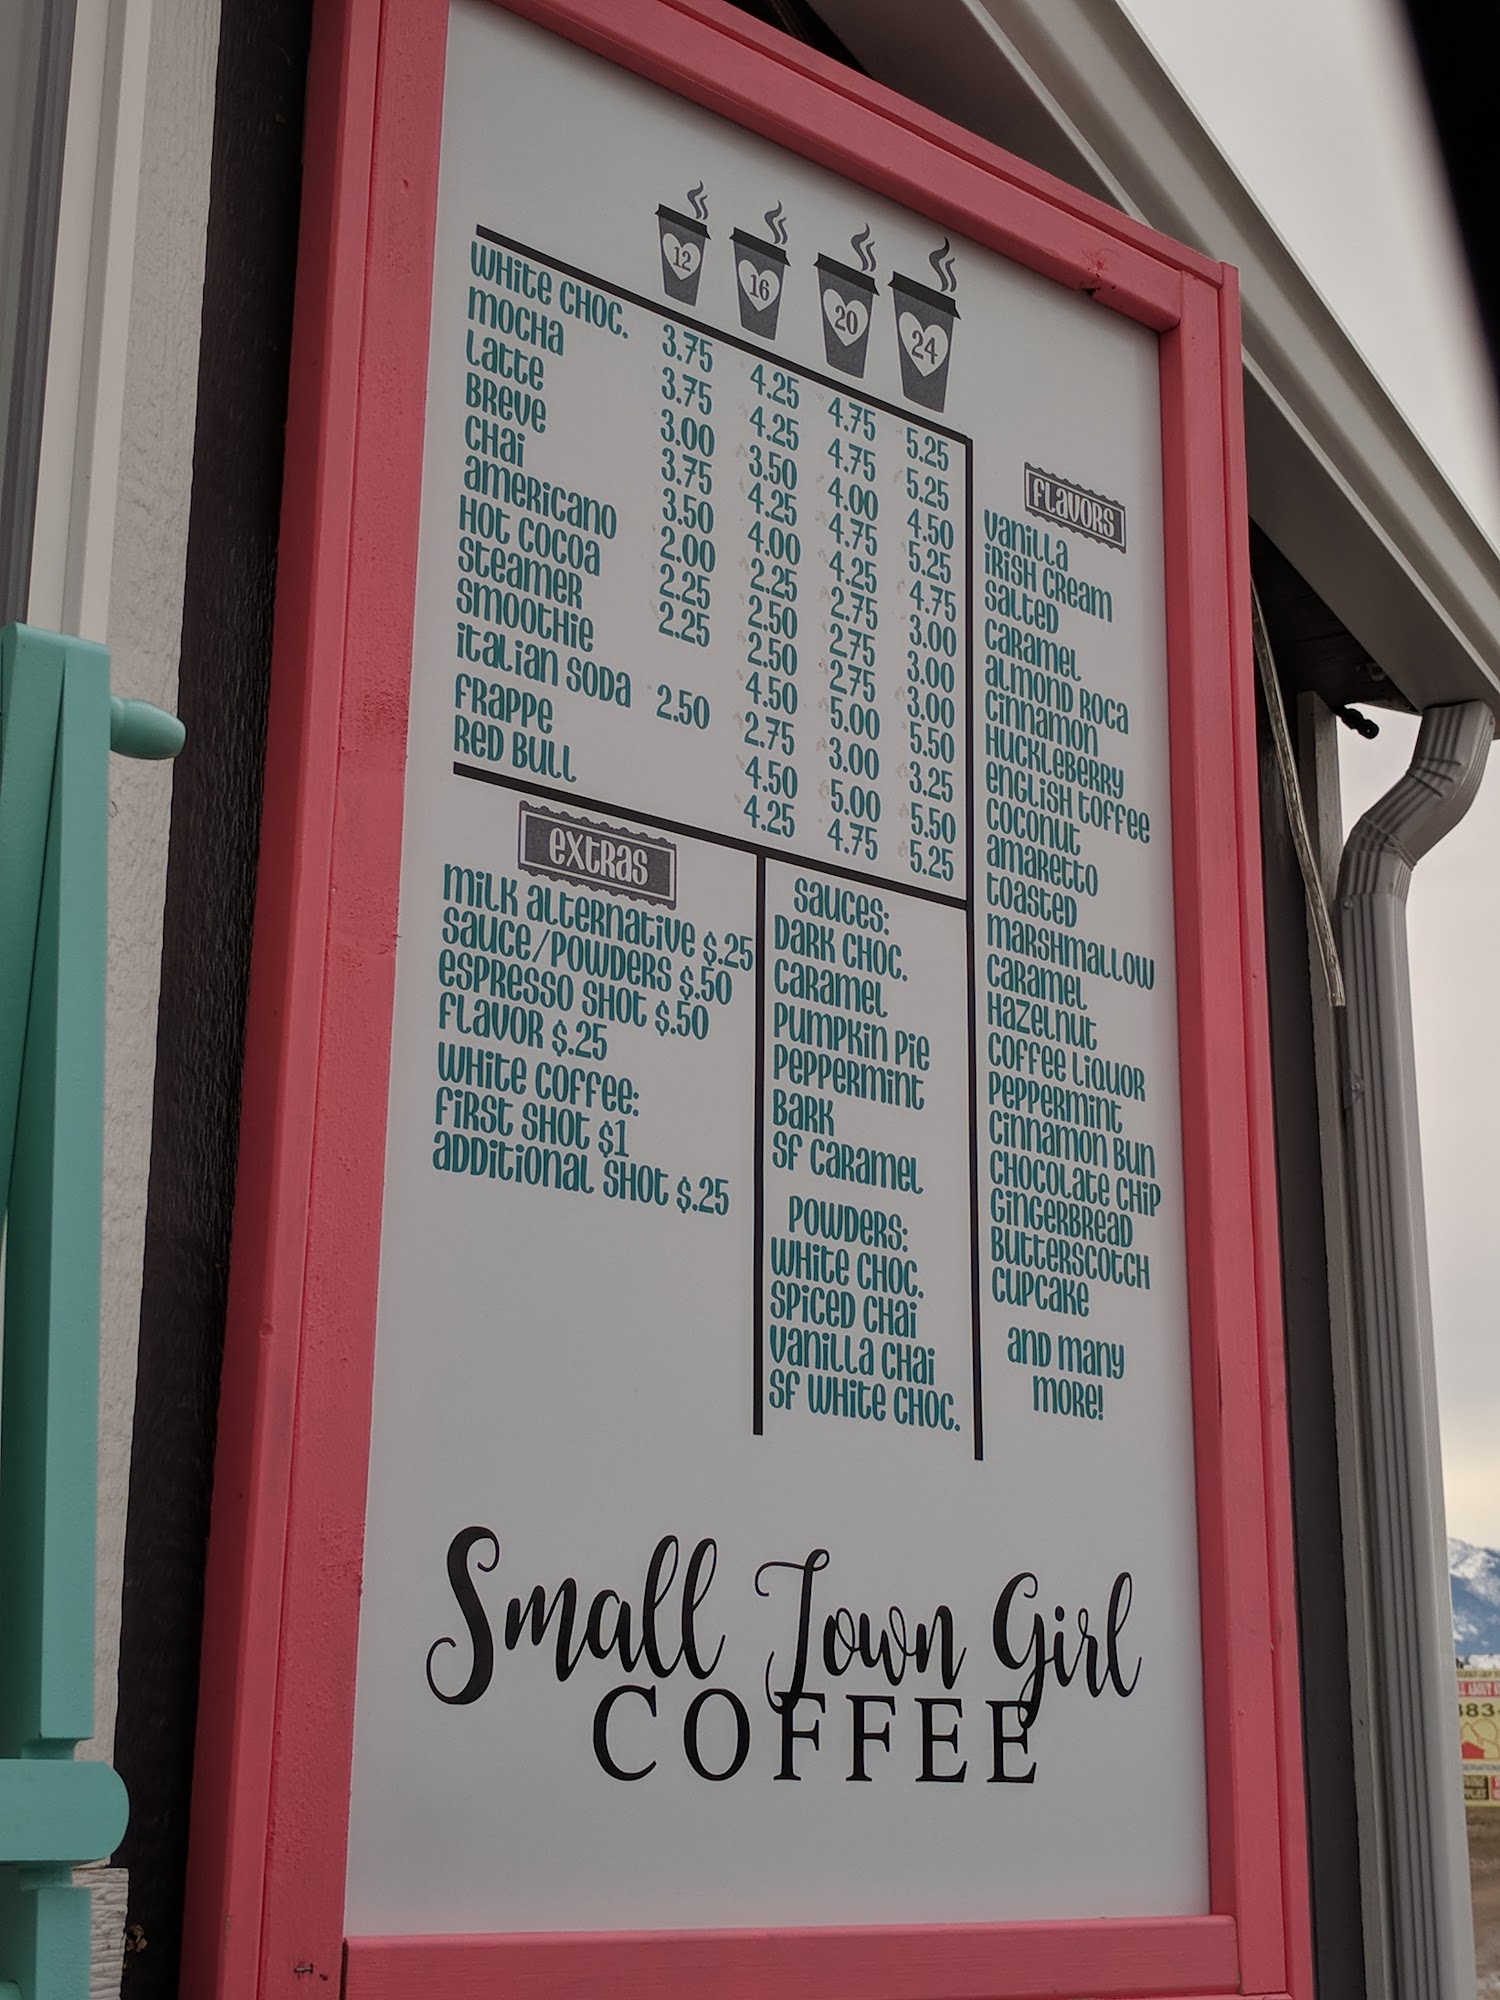 12 16 20 24
WHITE CHOC. 3.75 4.25 4.75 5.25
MOCHA 3.75 4.25 4.75 5.25
LATTE 3.00 3.50 4.00 4.50
BREVE 3.75 4.25 4.75 5.25
CHAI 3.50 4.00 4.25 4.75
AMERICANO 2.00 2.25 2.75 3.00
HOT COCOA 2.25 2.50 2.75 3.00
STEAMER 2.25 2.50 2.75 3.00
SMOOTHIE 4.50 5.00 5.50
ITALIAN SODA 2.50 2.75 3.00 3.25
FRAPPE 4.50 5.00 5.50
RED BULL 4.25 4.75 5.25
EXTRAS
MILK ALTERNATIVE $.25
SAUCE/POWDERS $.50
ESPRESSO SHOT $.50
FLAVOR $.25
WHITE COFFEE:
FIRST SHOT $1
ADDITIONAL SHOT $.25
SAUCES:
DARK CHOC.
CARAMEL
PUMPKIN PIE
PEPPERMINT
BARK
SF CARAMEL
POWDERS:
WHITE CHOC.
SPICED CHAI
VANILLA CHAI
SF WHITE CHOC.
FLAVORS
VANILLA
IRISH CREAM
SALTED
CARAMEL
ALMOND ROCA
CINNAMON
HUCKLEBERRY
ENGLISH TOFFEE
COCONUT
AMARETTO
TOASTED
MARSHMALLOW
CARAMEL
HAZELNUT
COFFEE LIQUOR
PEPPERMINT
CINNAMON BUN
CHOCOLATE CHIP
GINGERBREAD
BUTTERSCOTCH
CUPCAKE
AND MANY
MORE!
Small Town Girl
COFFEE